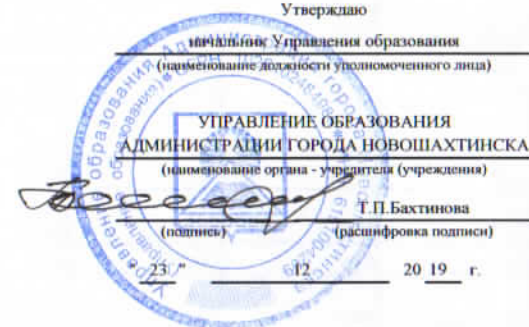 Утверждаю
начальник Управления образования
(наименование должности уполномоченного лица)
УПРАВЛЕНИЕ ОБРАЗОВАНИЯ
АДМИНИСТРАЦИИ ГОРОДА НОВОШАХТИНСКА
(наименование органа - учредителя (учреждения)
Т.П.Бахтинова
(подпись) (расшифровка подписи)
23 " 12 20 19 г.